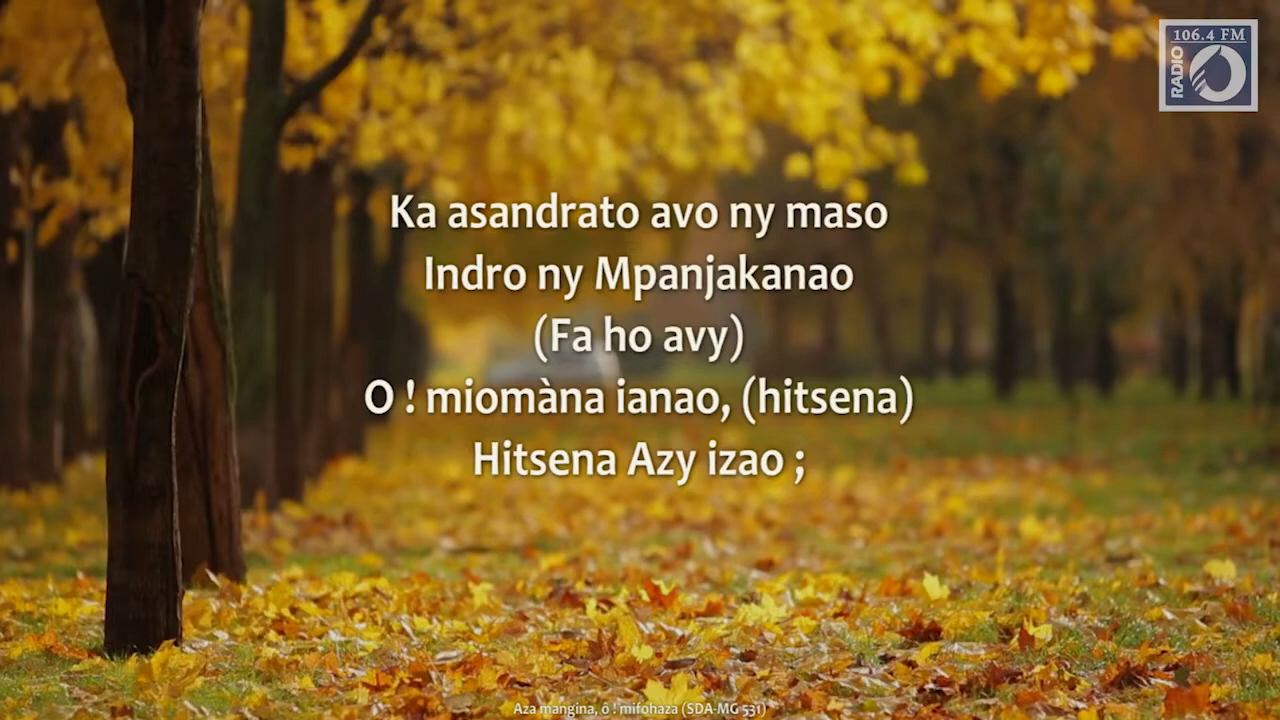 106.4 FM
RADIO
Ka asandrato avo ny maso
Indro ny Mpanjakanao
(Fa ho avy)
O ! miomàna ianao, (hitsena)
Hitsena Azy izao ;
Aza mangina, ô ! mifohaza (SDA-MG 531)